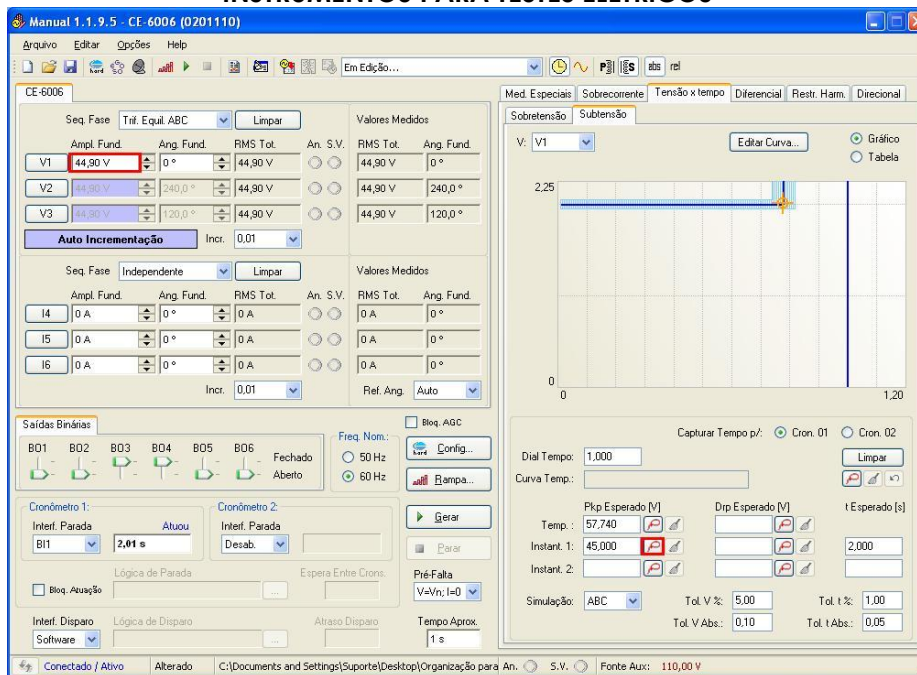 INSTRUMENTOS PARA TESTES ELÉTRICOS
Manual 1.1.9.5 - CE-6006 (0201110)
Arquivo Editar Opções Help
Em Edição...
abs rel
CE-6006
Seq. Fase Trif. Equil. ABC Limpar Valores Medidos
Ampl. Fund. Ang. Fund. RMS Tot. An. S.V. RMS Tot. Ang. Fund.
V1 44,90 V 0 ° 44,90 V 44,90 V 0 °
V2 44,90 V 240,0 ° 44,90 V 44,90 V 240,0 °
V3 44,90 V 120,0 ° 44,90 V 44,90 V 120,0 °
Auto Incrementação Incr. 0,01
Seq. Fase Independente Limpar Valores Medidos
Ampl. Fund. Ang. Fund. RMS Tot. An. S.V. RMS Tot. Ang. Fund.
I4 0 A 0 ° 0 A 0 A 0 °
I5 0 A 0 ° 0 A 0 A 0 °
I6 0 A 0 ° 0 A 0 A 0 °
Incr. 0,01 Ref. Ang. Auto
Saídas Binárias
BO1 BO2 BO3 BO4 BO5 BO6
Fechado
Aberto
Freq. Nom.:
50 Hz
60 Hz
Bloq. AGC
Config...
Rampa...
Gerar
Parar
Cronômetro 1:
Interf. Parada Atuou
BI1 2,01 s
Cronômetro 2:
Interf. Parada
Desab.
Lógica de Parada Espera Entre Crons.
Bloq. Atuação ...
Pré-Falta
V=Vn; I=0
Interf. Disparo Lógica de Disparo Atraso Disparo Tempo Aprox.
Software ... 1 s
Med. Especiais Sobrecorrente Tensão x tempo Diferencial Restr. Harm. Direcional
Sobretensão Subtensão
V: V1 Editar Curva... Gráfico
Tabela
2,25
0
0 1,20
Capturar Tempo p/: Cron. 01 Cron. 02
Dial Tempo: 1,000 Limpar
Curva Temp.:
Pkp Esperado [V] Drp Esperado [V] t Esperado [s]
Temp. : 57,740
Instant. 1: 45,000 2,000
Instant. 2:
Simulação: ABC Tol. V %: 5,00 Tol. t %: 1,00
Tol. V Abs.: 0,10 Tol. t Abs.: 0,05
Conectado / Ativo Alterado C:\Documents and Settings\Suporte\Desktop\Organização para An. S.V. Fonte Aux: 110,00 V